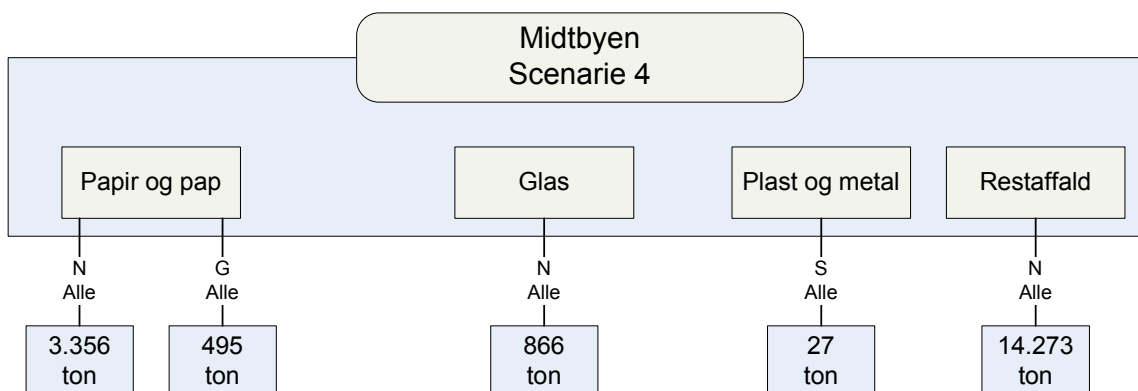 Midtbyen
Scenarie 4
Papir og pap
Glas
Plast og metal
Restaffald
N
Alle
G
Alle
N
Alle
S
Alle
N
Alle
3.356
ton
495
ton
866
ton
27
ton
14.273
ton